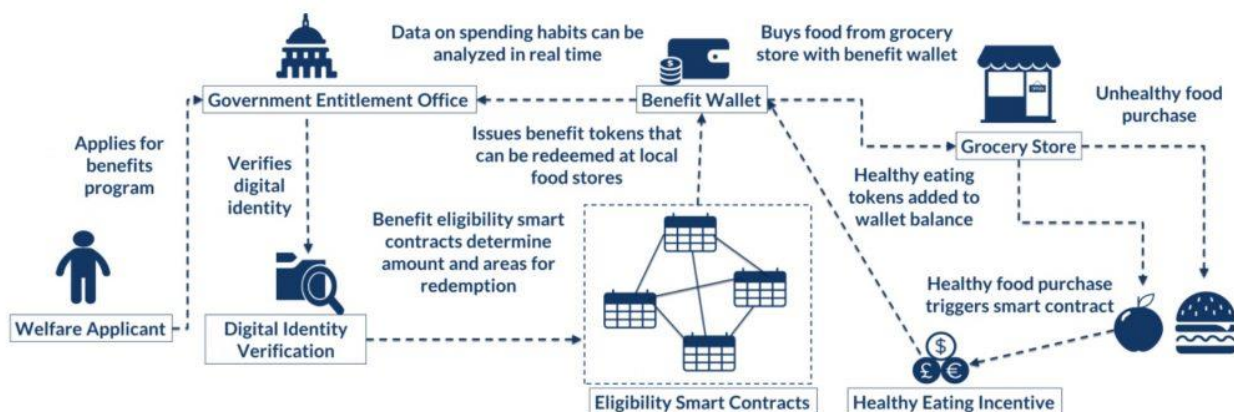 Data on spending habits can be
analyzed in real time
Buys food from grocery
store with benefit wallet
Government Entitlement Office
Benefit Wallet
Unhealthy food
purchase
Grocery Store
Applies for
benefits
program
Verifies
digital
identity
Issues benefit tokens that
can be redeemed at local
food stores
Healthy eating
tokens added to
wallet balance
Benefit eligibility smart
contracts determine
amount and areas for
redemption
Healthy food purchase
triggers smart contract
Welfare Applicant
Digital Identity
Verification
$
£
€
Eligibility Smart Contracts
Healthy Eating Incentive